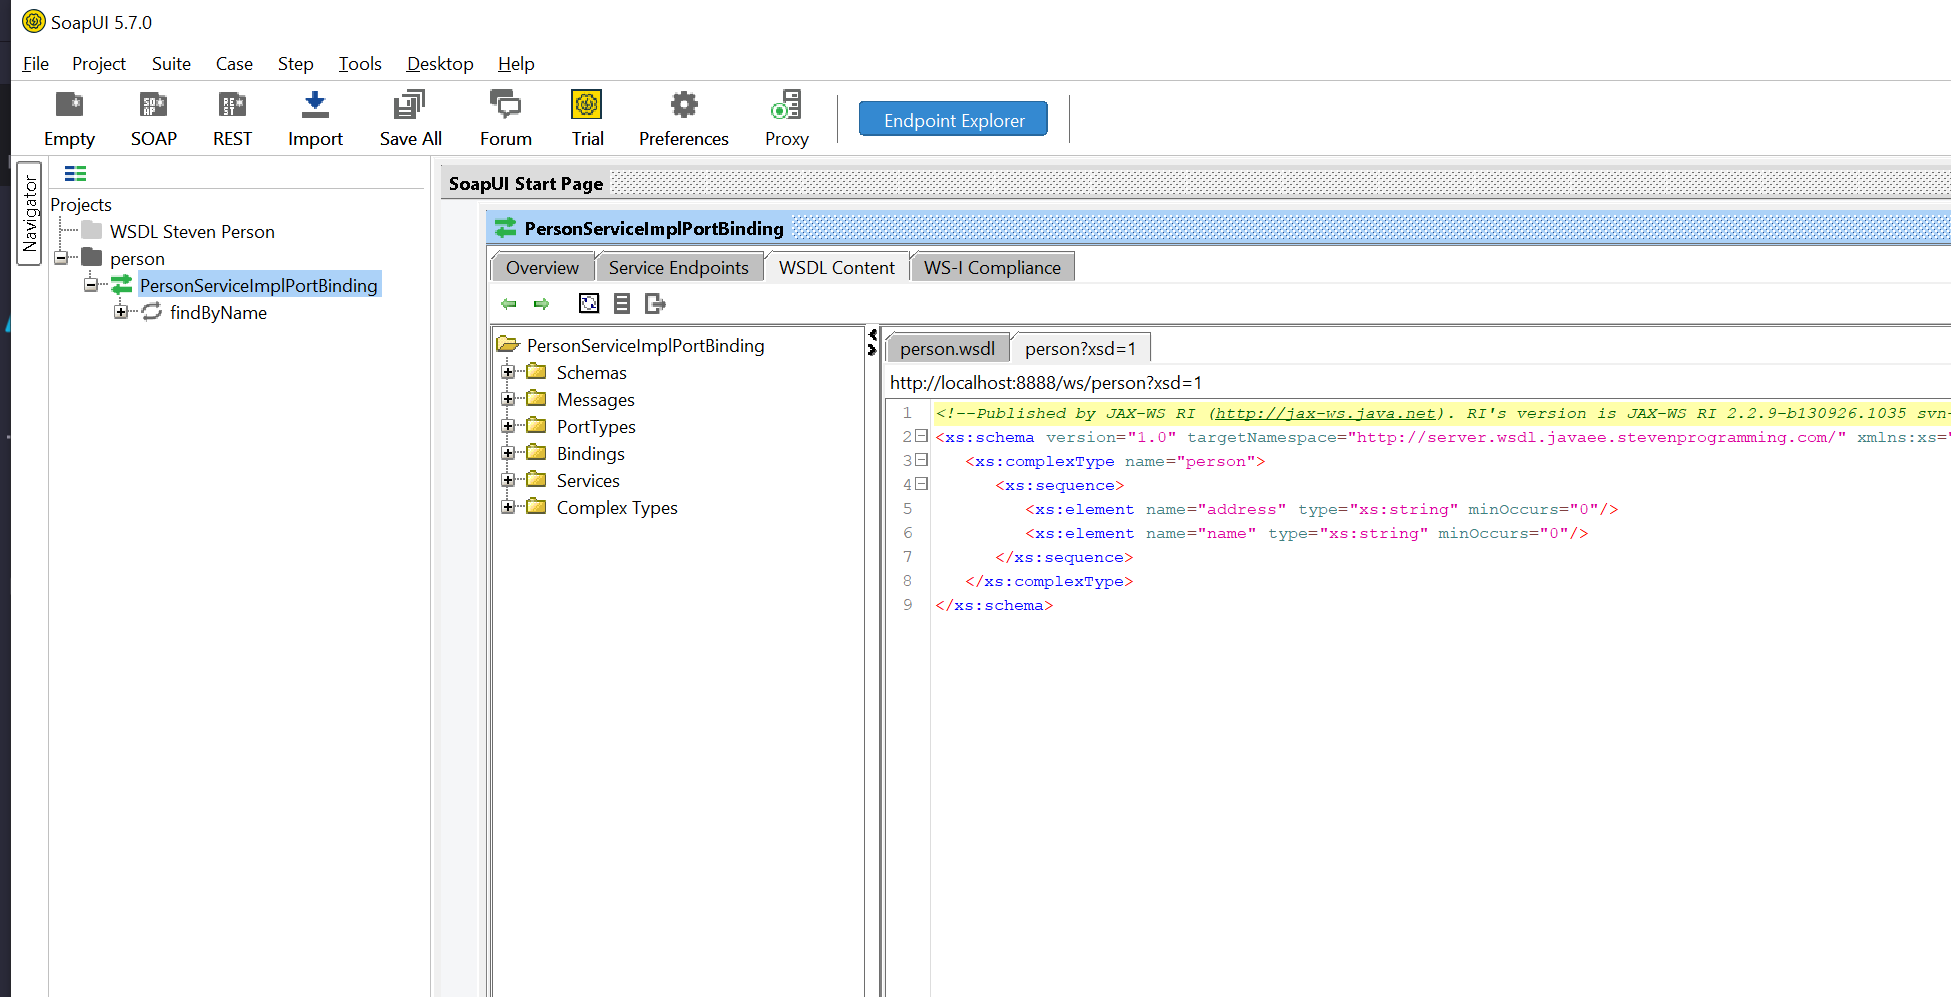 SoapUI 5.7.0
File Project Suite Case Step Tools Desktop Help
Empty SOAP REST Import Save All Forum Trial Preferences Proxy Endpoint Explorer
Navigator
Projects
WSDL Steven Person
person
PersonServiceImplPortBinding
findByName
SoapUI Start Page
PersonServiceImplPortBinding
Overview Service Endpoints WSDL Content WS-I Compliance
PersonServiceImplPortBinding
Schemas
Messages
PortTypes
Bindings
Services
Complex Types
person.wsdl person?xsd=1
http://localhost:8888/ws/person?xsd=1
1 <!--Published by JAX-WS RI (http://jax-ws.java.net). RI's version is JAX-WS RI 2.2.9-b130926.1035 svn-
2 <xs:schema version="1.0" targetNamespace="http://server.wsdl.javaee.stevenprogramming.com/" xmlns:xs="
3 <xs:complexType name="person">
4 <xs:sequence>
5 <xs:element name="address" type="xs:string" minOccurs="0"/>
6 <xs:element name="name" type="xs:string" minOccurs="0"/>
7 </xs:sequence>
8 </xs:complexType>
9 </xs:schema>